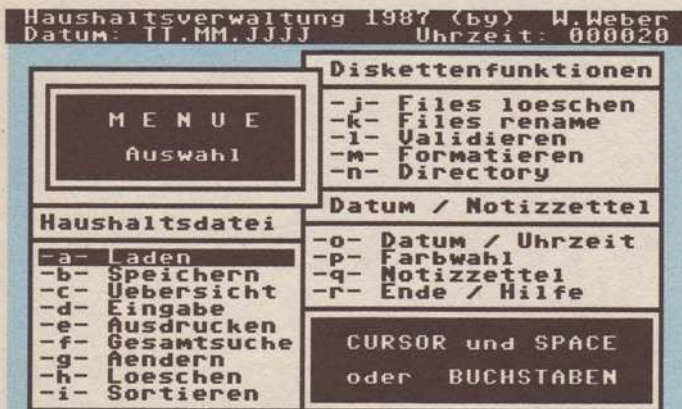 Haushaltsverwaltung 1987 (by) W.Weber
Datum: TT.MM.JJJJ Uhrzeit: 000020
M E N U E
Auswahl
Haushaltsdatei
-a- Laden
-b- Speichern
-c- Uebersicht
-d- Eingabe
-e- Ausdrucken
-f- Gesamtsuche
-g- Aendern
-h- Loeschen
-i- Sortieren
Diskettenfunktionen
-j- Files loeschen
-k- Files rename
-l- Validieren
-m- Formatieren
-n- Directory
Datum / Notizzettel
-o- Datum / Uhrzeit
-p- Farbwahl
-q- Notizzettel
-r- Ende / Hilfe
CURSOR und SPACE
oder BUCHSTABEN